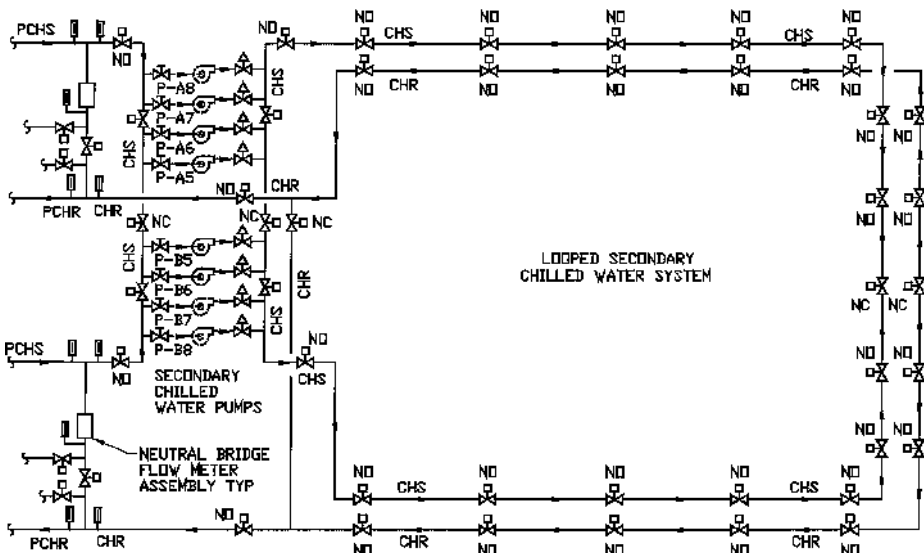 PCHS
NO
NO
NO
NO
NO
NO
NO
CHS
CHS
P-A8
P-A7
P-A6
P-A5
CHS
CHS
NO
NO
NO
NO
NO
CHR
CHR
NO
NO
NO
NO
PCHR
CHR
NO
CHR
NC
NC
NC
CHS
P-B5
P-B6
P-B7
P-B8
CHR
CHS
LOOPED SECONDARY
CHILLED WATER SYSTEM
NC
NC
PCHS
NO
NO
CHS
SECONDARY
CHILLED
WATER PUMPS
NO
NO
NEUTRAL BRIDGE
FLOW METER
ASSEMBLY TYP
NO
NO
NO
NO
NO
NO
NO
CHS
CHS
PCHR
CHR
NO
CHR
CHR
NO
NO
NO
NO
NO